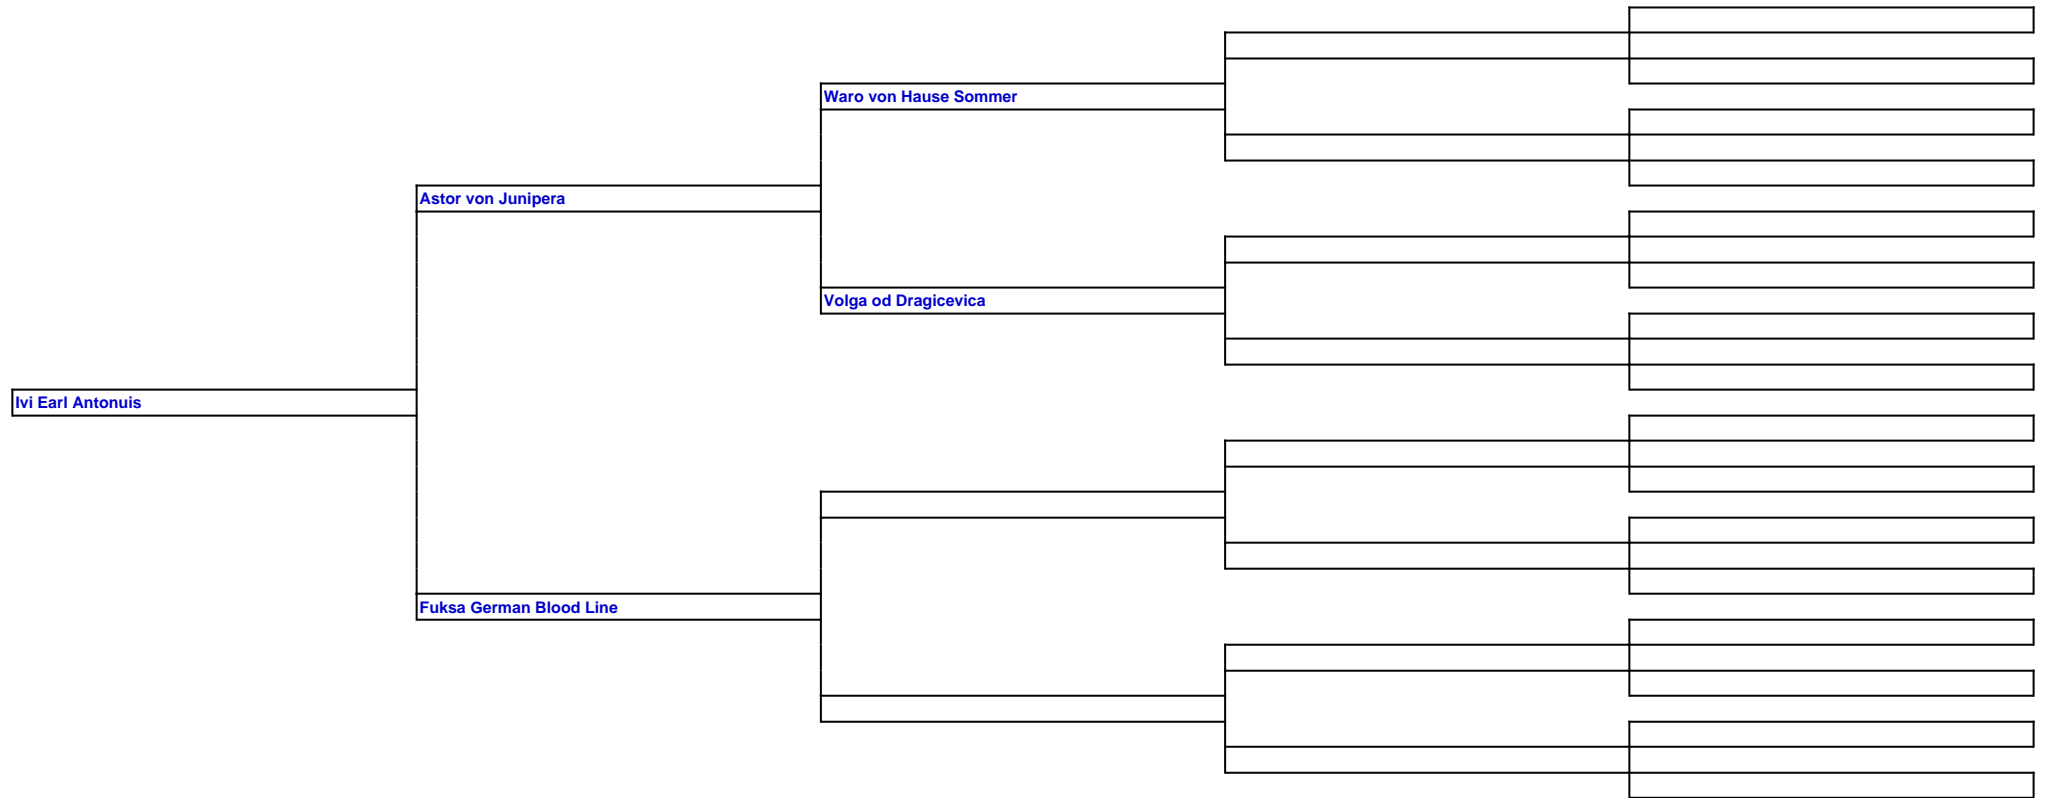 Waro von Hause Sommer
Astor von Junipera
Volga od Dragicevica
Ivi Earl Antonuis
Fuksa German Blood Line